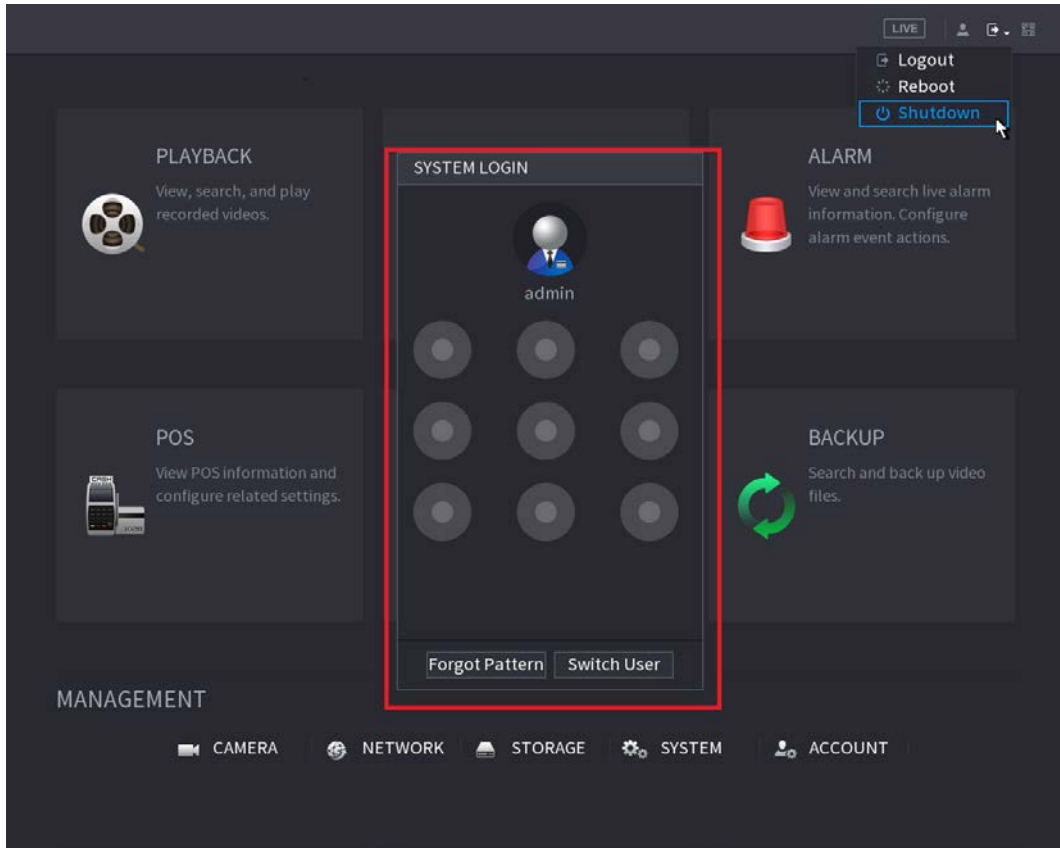 LIVE
Logout
Reboot
Shutdown
PLAYBACK
View, search, and play
recorded videos.
SYSTEM LOGIN
admin
Forgot Pattern
Switch User
ALARM
View and search live alarm
information. Configure
alarm event actions.
POS
View POS information and
configure related settings.
BACKUP
Search and back up video
files.
MANAGEMENT
CAMERA
NETWORK
STORAGE
SYSTEM
ACCOUNT